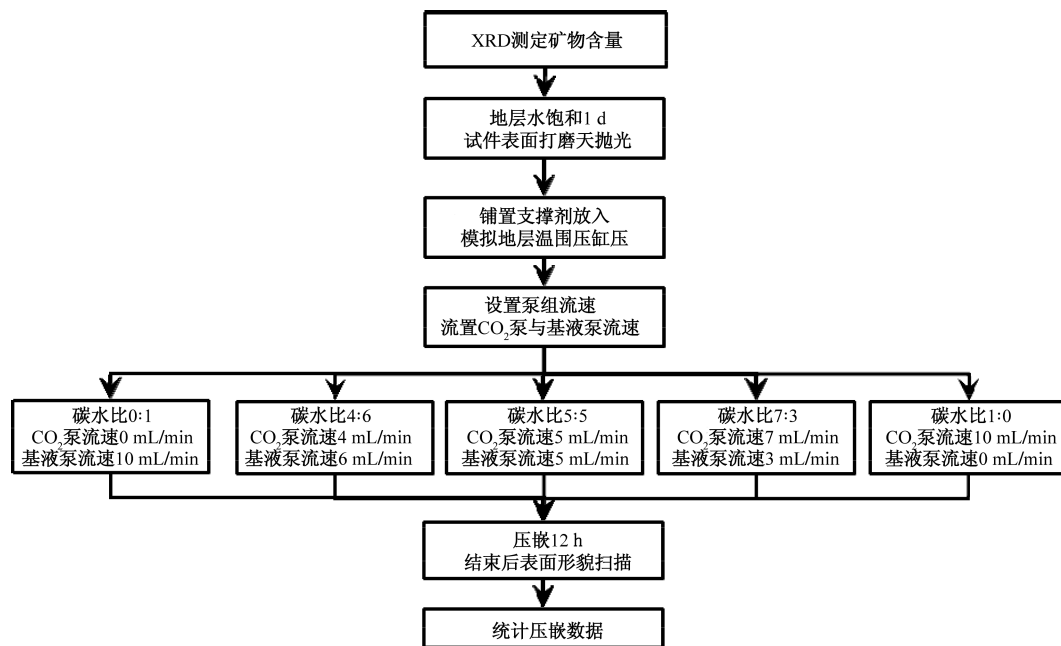 XRD测定矿物含量
地层水饱和1 d
试件表面打磨天抛光
铺置支撑剂放入
模拟地层温围压缸压
设置泵组流速
流置CO₂泵与基液泵流速
碳水比0:1
CO₂泵流速0 mL/min
基液泵流速10 mL/min
碳水比4:6
CO₂泵流速4 mL/min
基液泵流速6 mL/min
碳水比5:5
CO₂泵流速5 mL/min
基液泵流速5 mL/min
碳水比7:3
CO₂泵流速7 mL/min
基液泵流速3 mL/min
碳水比1:0
CO₂泵流速10 mL/min
基液泵流速0 mL/min
压嵌12 h
结束后表面形貌扫描
统计压嵌数据